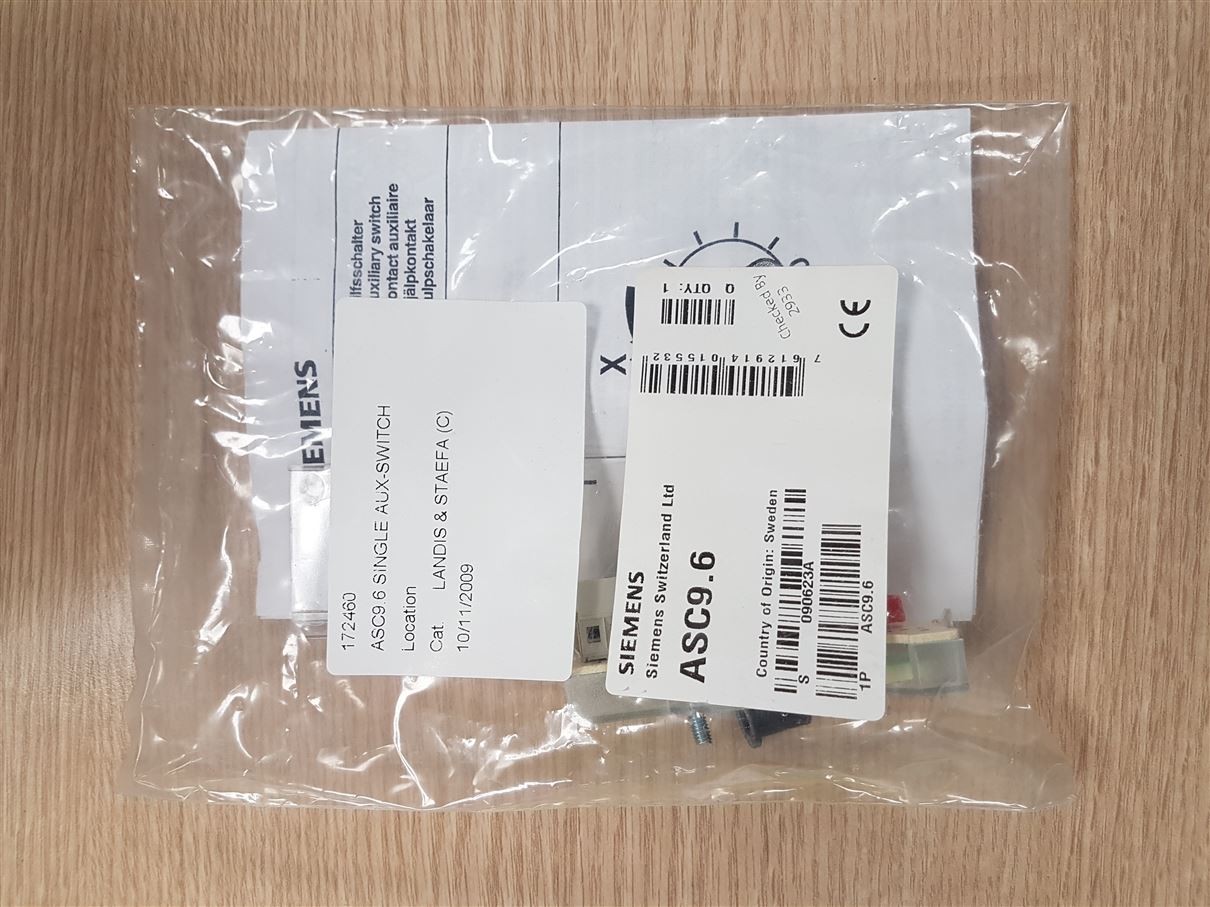 ilfsschalter
uxiliary switch
ontact auxiliaire
jälpkontakt
ulpschakelaar
EMENS
X
172460
ASC9.6 SINGLE AUX-SWITCH
Location
Cat. LANDIS & STAEFA (C)
10/11/2009
SIEMENS
Siemens Switzerland Ltd
ASC9.6
Country of Origin: Sweden
S 090623A
1P ASC9.6
Q QTY: 1
7 612914 015532
Checked By
2933
CE